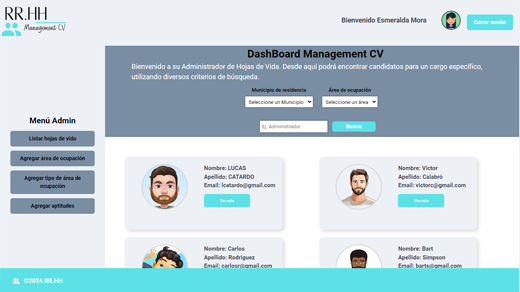 RR.HH
Management CV
Bienvenido Esmeralda Mora
Cerrar sesión
DashBoard Management CV
Bienvenido a su Administrador de Hojas de Vida. Desde aquí podrá encontrar candidatos para un cargo específico,
utilizando diversos criterios de búsqueda.
Municipio de residencia
Área de ocupación
Seleccione un Municipio
Seleccione un área
Ej: Administrador
Buscar
Menú Admin
Listar hojas de vida
Agregar área de ocupación
Agregar tipo de área de
ocupación
Agregar aptitudes
Nombre: LUCAS
Apellido: CATARDO
Email: lcatardo@gmail.com
Ver más
Nombre: Victor
Apellido: Calabró
Email: victorc@gmail.com
Ver más
Nombre: Carlos
Apellido: Rodriguez
Email: carlosr@gmail.com
Nombre: Bart
Apellido: Simpson
Email: barts@gmail.com
©2024 RR.HH